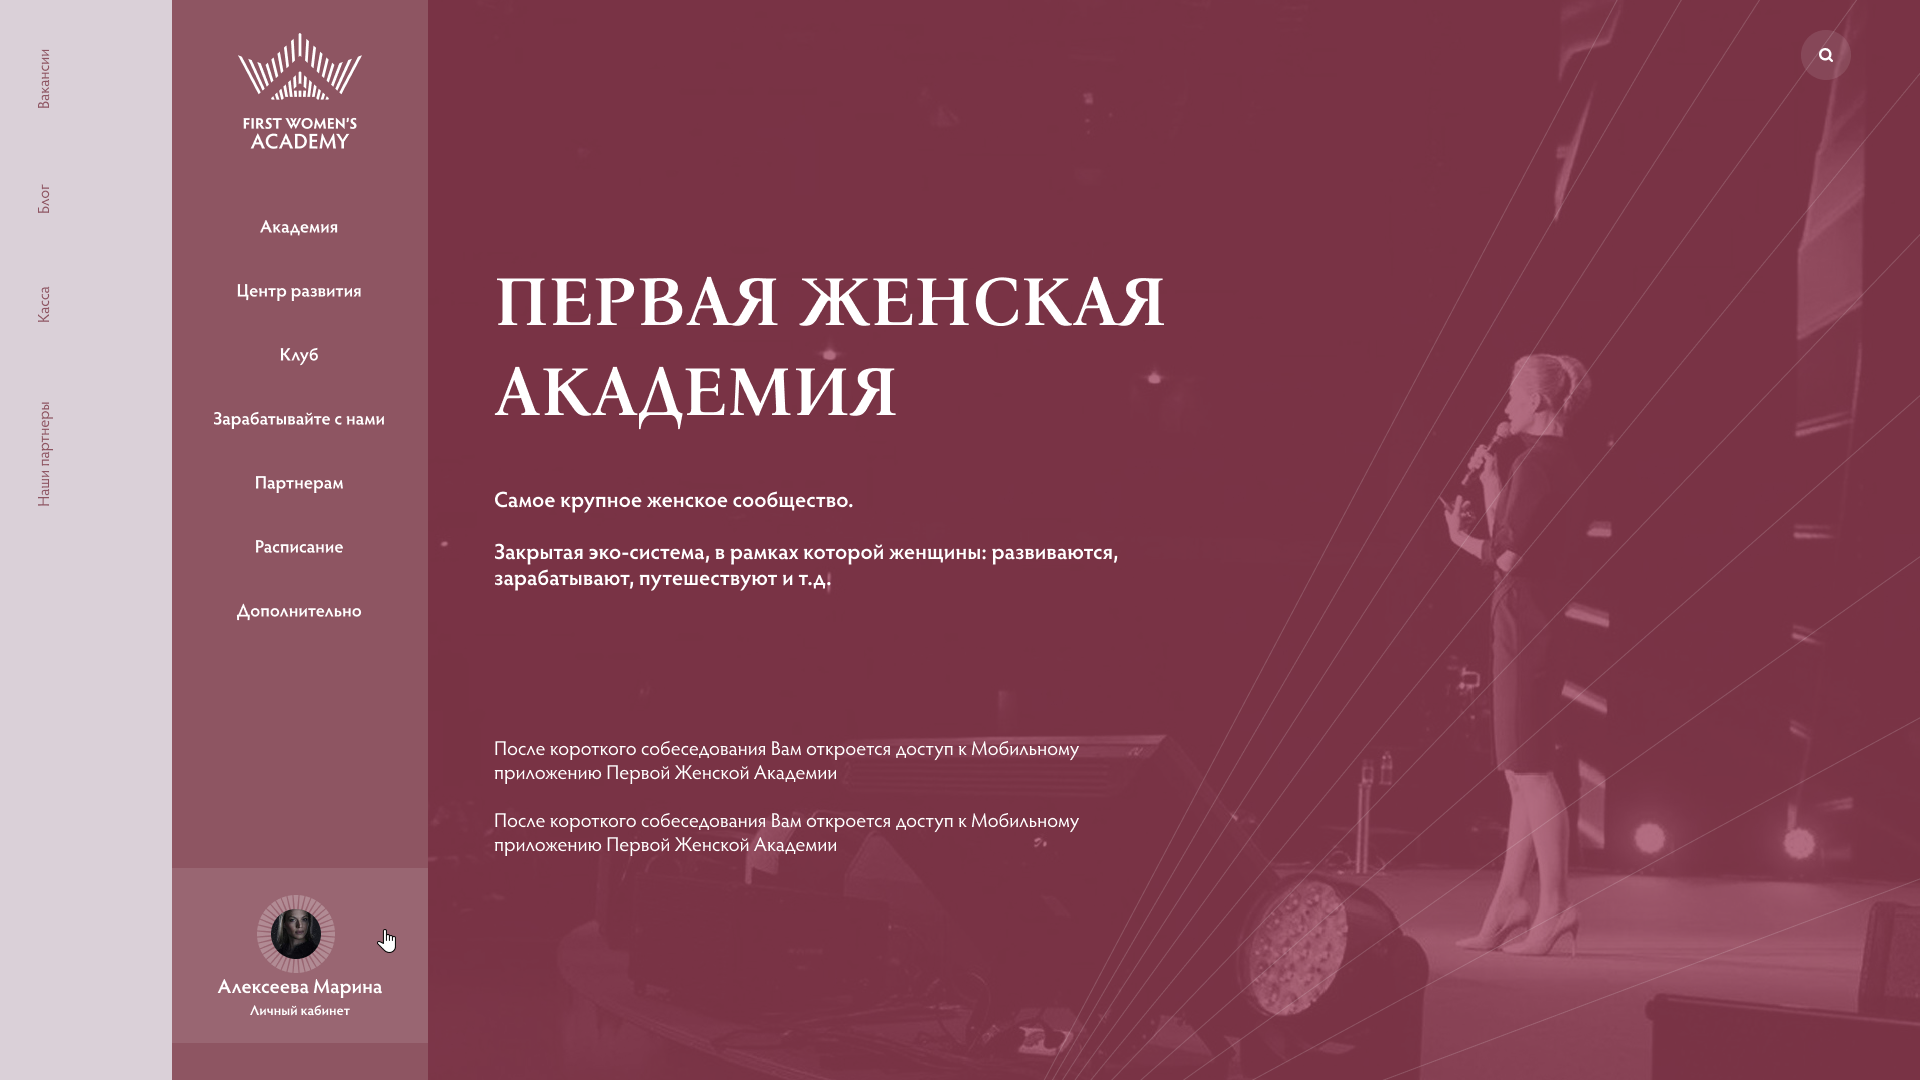 Вакансии
Блог
Касса
Наши партнеры
FIRST WOMEN'S
ACADEMY
Академия
Центр развития
Клуб
Зарабатывайте с нами
Партнерам
Расписание
Дополнительно
Алексеева Марина
Личный кабинет
ПЕРВАЯ ЖЕНСКАЯ
АКАДЕМИЯ
Самое крупное женское сообщество.
Закрытая эко-система, в рамках которой женщины: развиваются,
зарабатывают, путешествуют и т.д.
После короткого собеседования Вам откроется доступ к Мобильному
приложению Первой Женской Академии
После короткого собеседования Вам откроется доступ к Мобильному
приложению Первой Женской Академии